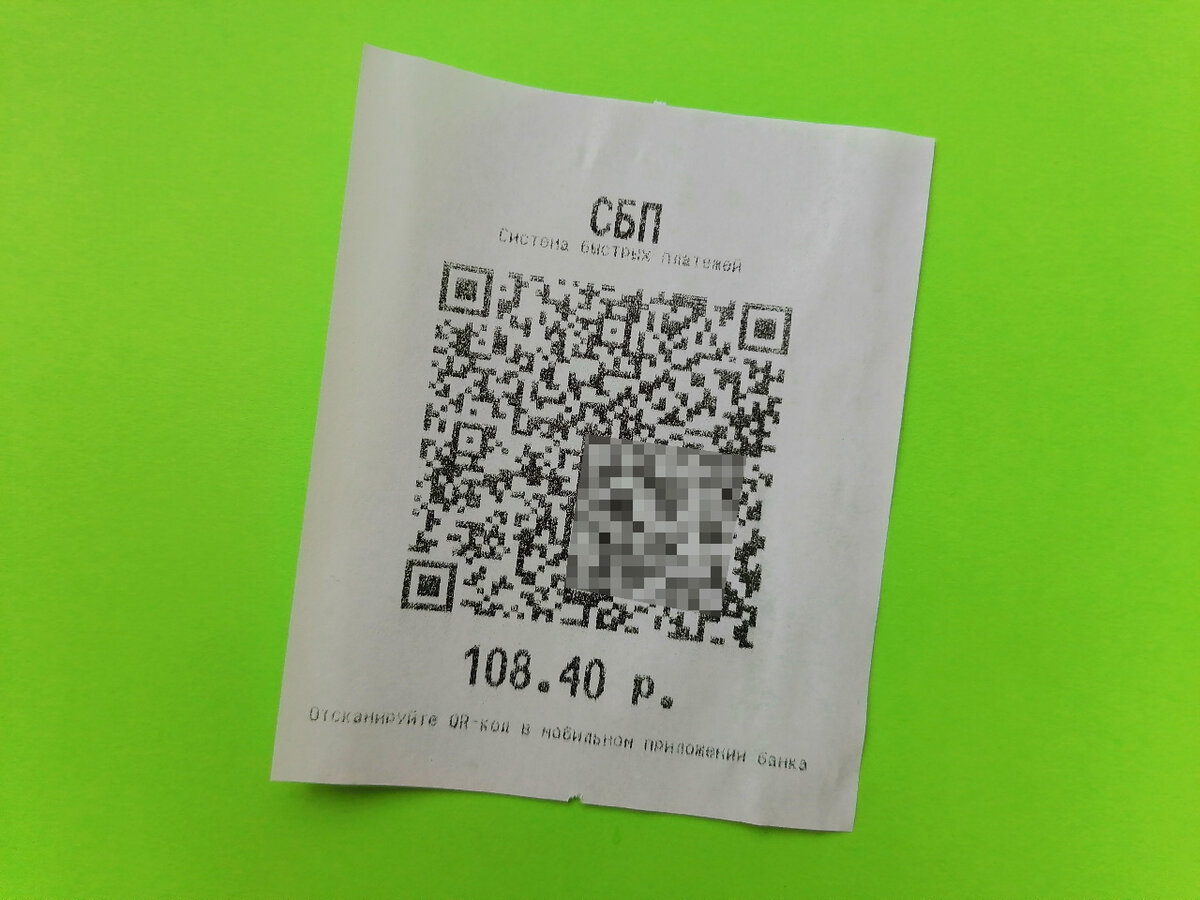 СБП
Система быстрых платежей
108.40 р.
Отсканируйте QR-код в мобильном приложении банка